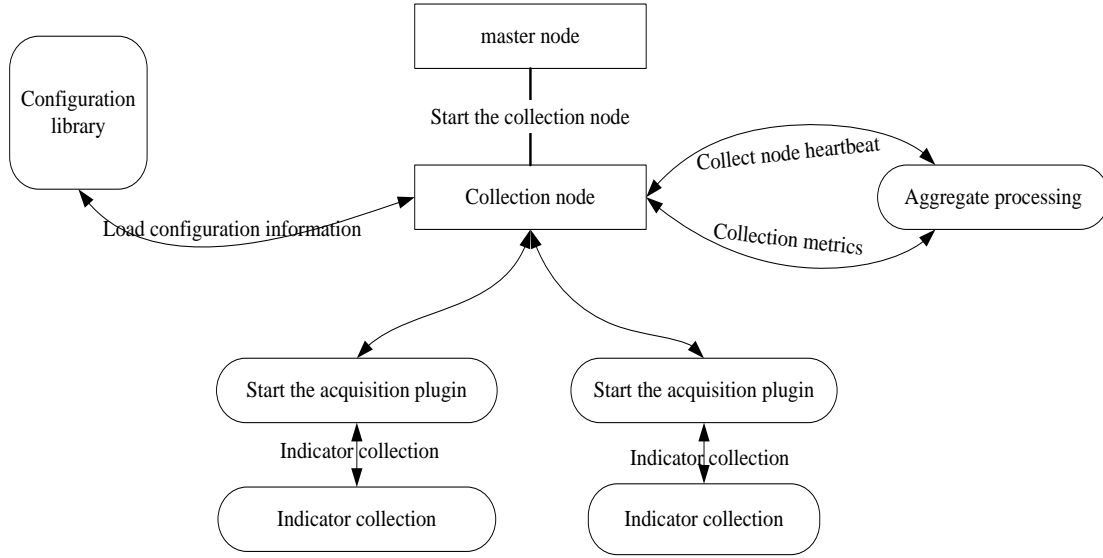 master node
Configuration
library
Start the collection node
Collect node heartbeat
Collection node
Aggregate processing
Load configuration information
Collection metrics
Start the acquisition plugin
Start the acquisition plugin
Indicator collection
Indicator collection
Indicator collection
Indicator collection